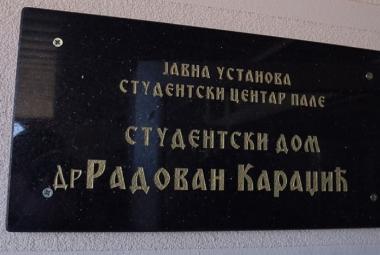 ЈАВНА УСТАНОВА
СТУДЕНТСКИ ЦЕНТАР ПАЛЕ
СТУДЕНТСКИ ДОМ
ДР РАДОВАН КАРАЏИЋ